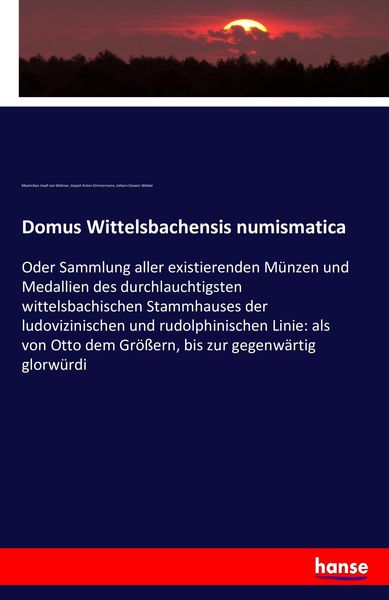 Maximilian Josef von Widmer, Joseph Anton Zimmermann, Johann Goswin Widder
Domus Wittelsbachensis numismatica
Oder Sammlung aller existierenden Münzen und
Medallien des durchlauchtigsten
wittelsbachischen Stammhauses der
ludovizinischen und rudolphinischen Linie: als
von Otto dem Größern, bis zur gegenwärtig
glorwürdi
hanse